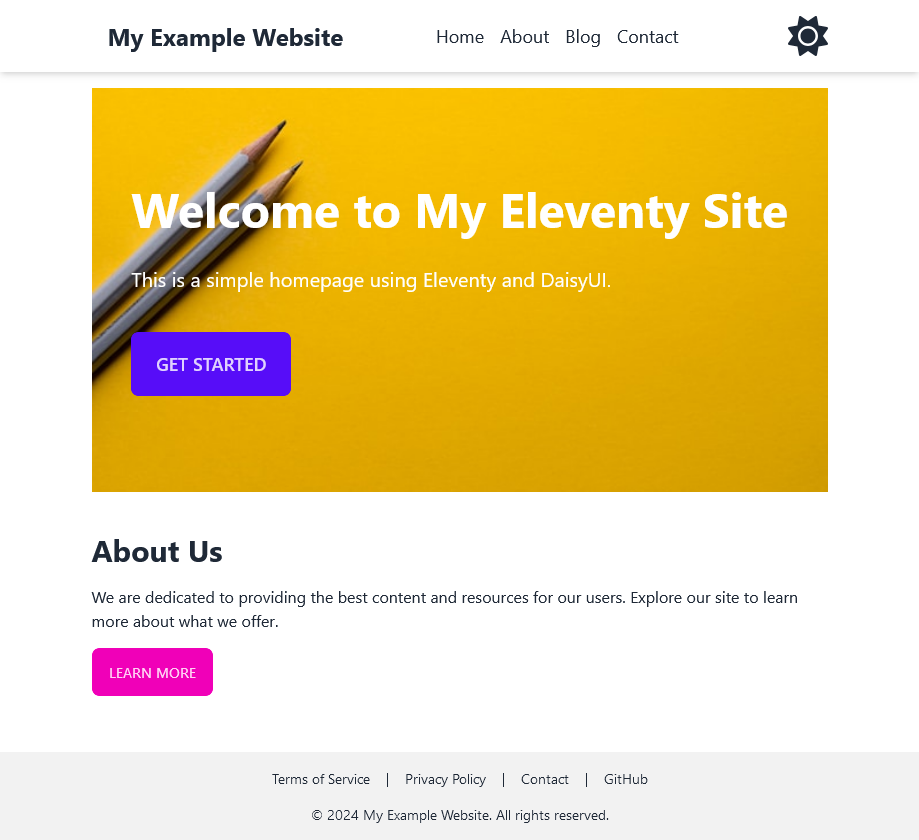 My Example Website
Home About Blog Contact
Welcome to My Eleventy Site
This is a simple homepage using Eleventy and DaisyUI.
GET STARTED
About Us
We are dedicated to providing the best content and resources for our users. Explore our site to learn
more about what we offer.
LEARN MORE
Terms of Service | Privacy Policy | Contact | GitHub
© 2024 My Example Website. All rights reserved.